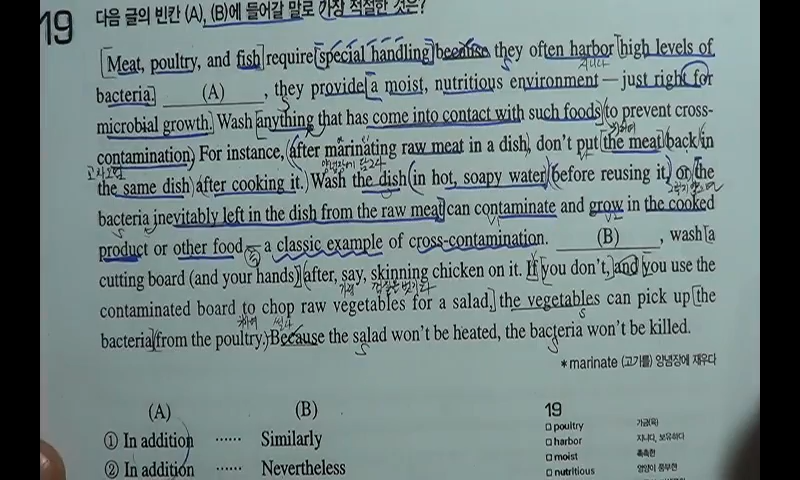 19 다음 글의 빈칸 (A), (B)에 들어갈 말로 가장 적절한 것은?
Meat, poultry, and fish require special handling because they often harbor high levels of
지니다
bacteria. (A) , they provide a moist, nutritious environment — just right for
microbial growth. Wash anything that has come into contact with such foods to prevent cross-
contamination. For instance, after marinating raw meat in a dish, don't put the meat back in
the same dish after cooking it. Wash the dish in hot, soapy water before reusing it, or the
bacteria inevitably left in the dish from the raw meat can contaminate and grow in the cooked
product or other food — a classic example of cross-contamination. (B) , wash a
cutting board (and your hands) after, say, skinning chicken on it. If you don't, and you use the
contaminated board to chop raw vegetables for a salad, the vegetables can pick up the
bacteria from the poultry. Because the salad won't be heated, the bacteria won't be killed.
* marinate (고기를) 양념장에 재우다
(A) (B)
① In addition ...... Similarly
② In addition ...... Nevertheless
19
poultry 가금(육)
harbor 지니다, 보유하다
moist 촉촉한
nutritious 영양이 풍부한